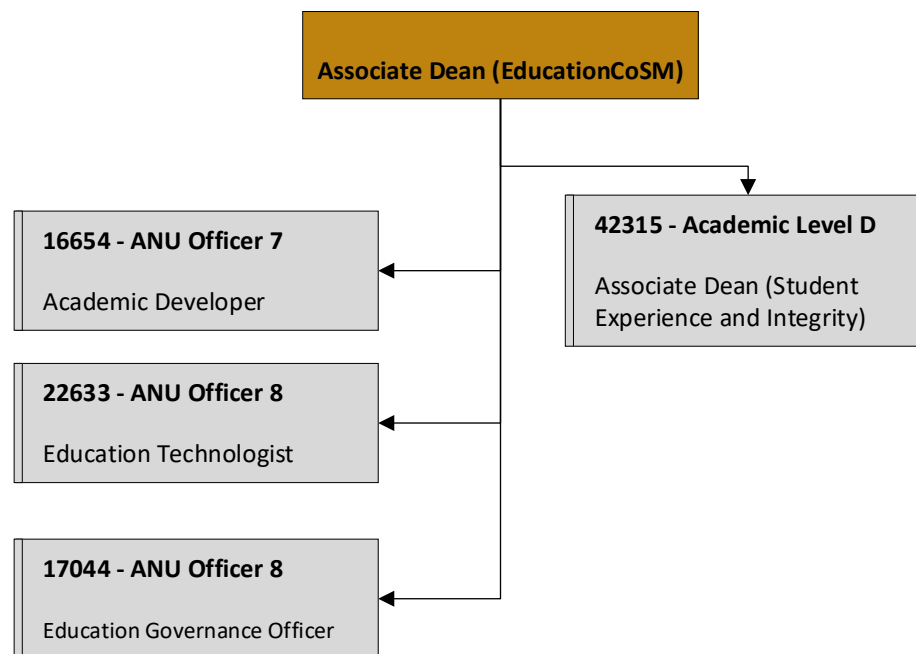 Associate Dean (EducationCoSM)
16654 - ANU Officer 7
Academic Developer
42315 - Academic Level D
Associate Dean (Student
Experience and Integrity)
22633 - ANU Officer 8
Education Technologist
17044 - ANU Officer 8
Education Governance Officer